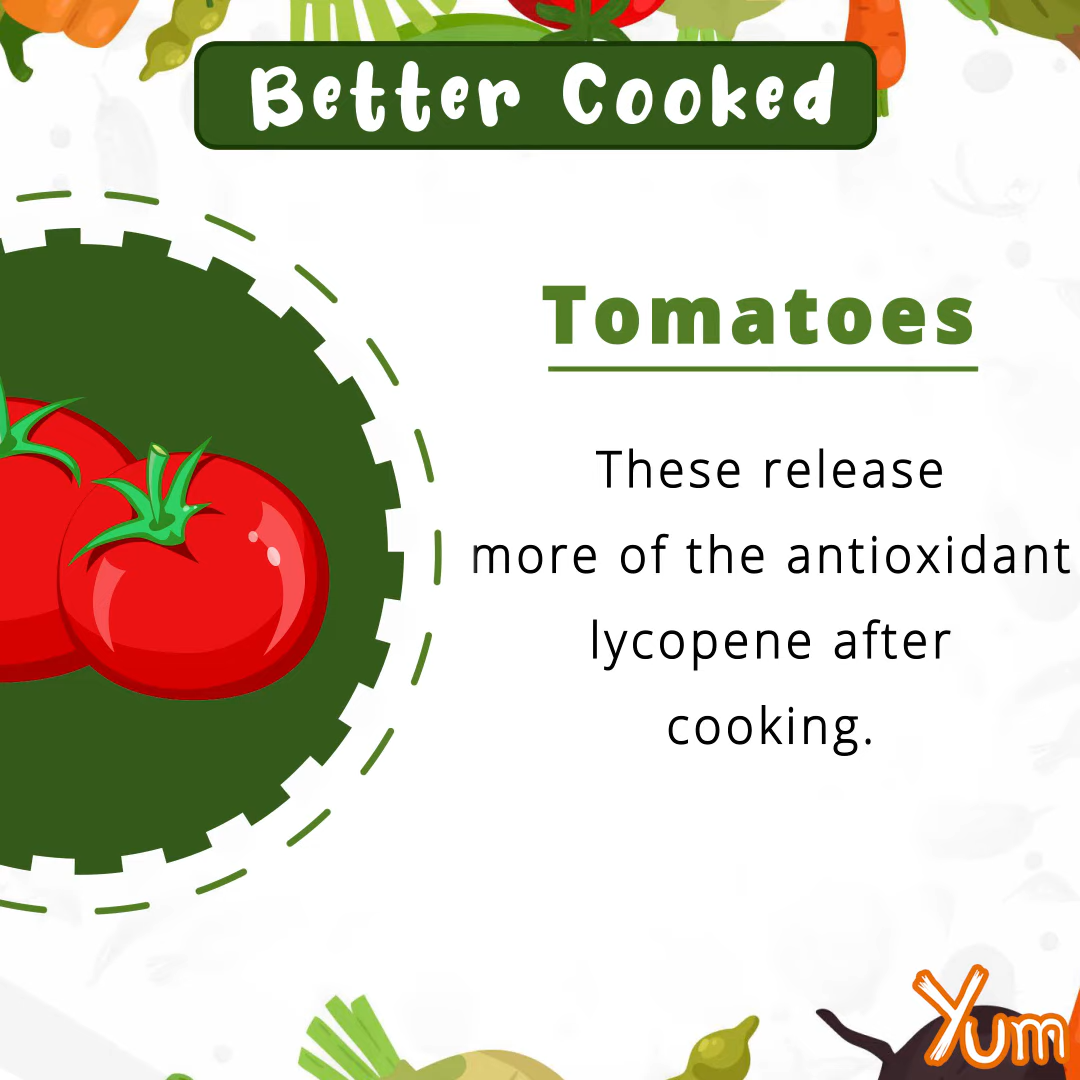 Better Cooked
Tomatoes
These release
more of the antioxidant
lycopene after
cooking.
Yum